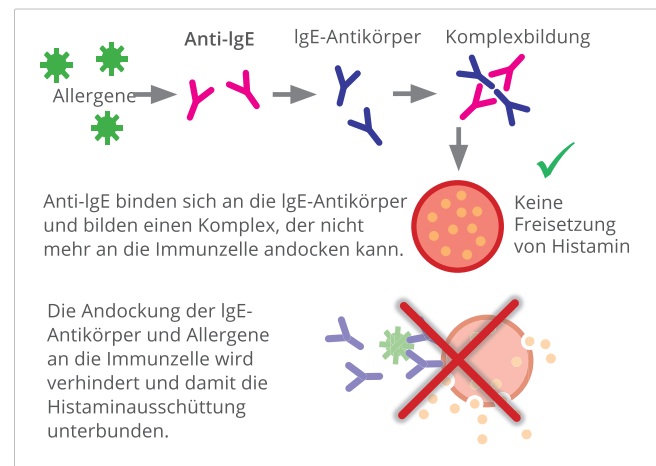 Anti-IgE
IgE-Antikörper
Komplexbildung
Allergene
Anti-IgE binden sich an die IgE-Antikörper
und bilden einen Komplex, der nicht
mehr an die Immunzelle andocken kann.
Keine
Freisetzung
von Histamin
Die Andockung der IgE-
Antikörper und Allergene
an die Immunzelle wird
verhindert und damit die
Histaminausschüttung
unterbunden.